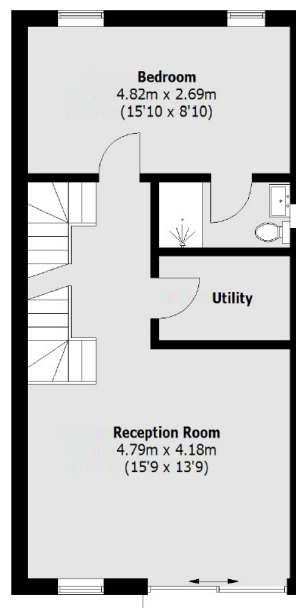 Bedroom
4.82m x 2.69m
(15'10 x 8'10)
Utility
Reception Room
4.79m x 4.18m
(15'9 x 13'9)